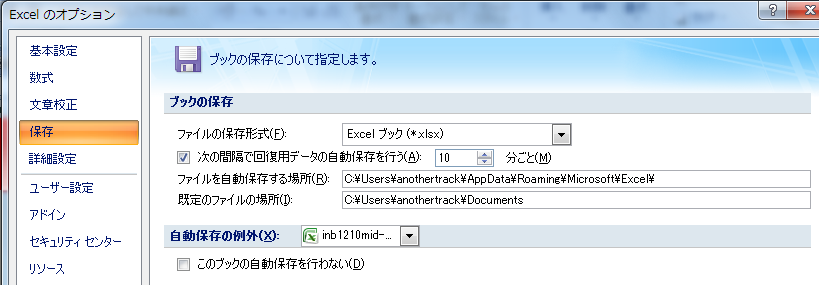 Excel のオプション
基本設定
数式
文章校正
保存
詳細設定
ユーザー設定
アドイン
セキュリティ センター
リソース
ブックの保存について指定します。
ブックの保存
ファイルの保存形式(F): Excel ブック (*.xlsx)
次の間隔で回復用データの自動保存を行う(A): 10 分ごと(M)
ファイルを自動保存する場所(R): C:¥Users¥anothertrack¥AppData¥Roaming¥Microsoft¥Excel¥
既定のファイルの場所(I): C:¥Users¥anothertrack¥Documents
自動保存の例外(X): inb1210mid-...
このブックの自動保存を行わない(D)